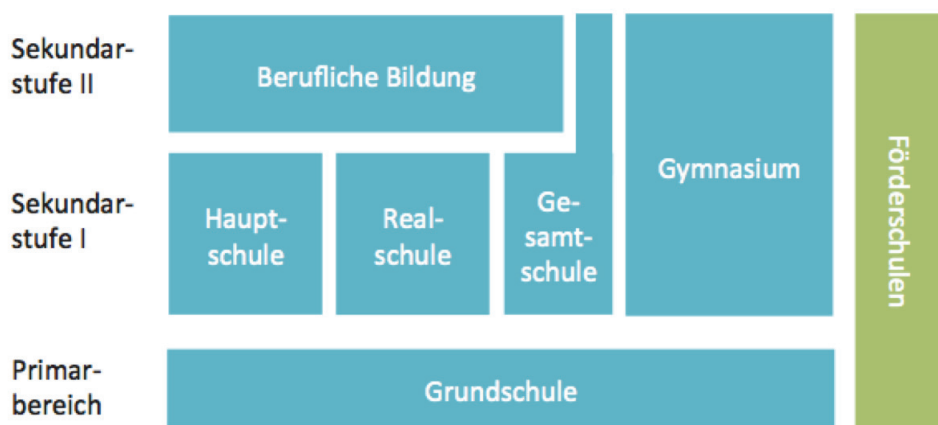 Sekundar-
stufe II
Berufliche Bildung
Gymnasium
Förderschulen
Sekundar-
stufe I
Haupt-
schule
Real-
schule
Ge-
samt-
schule
Primar-
bereich
Grundschule